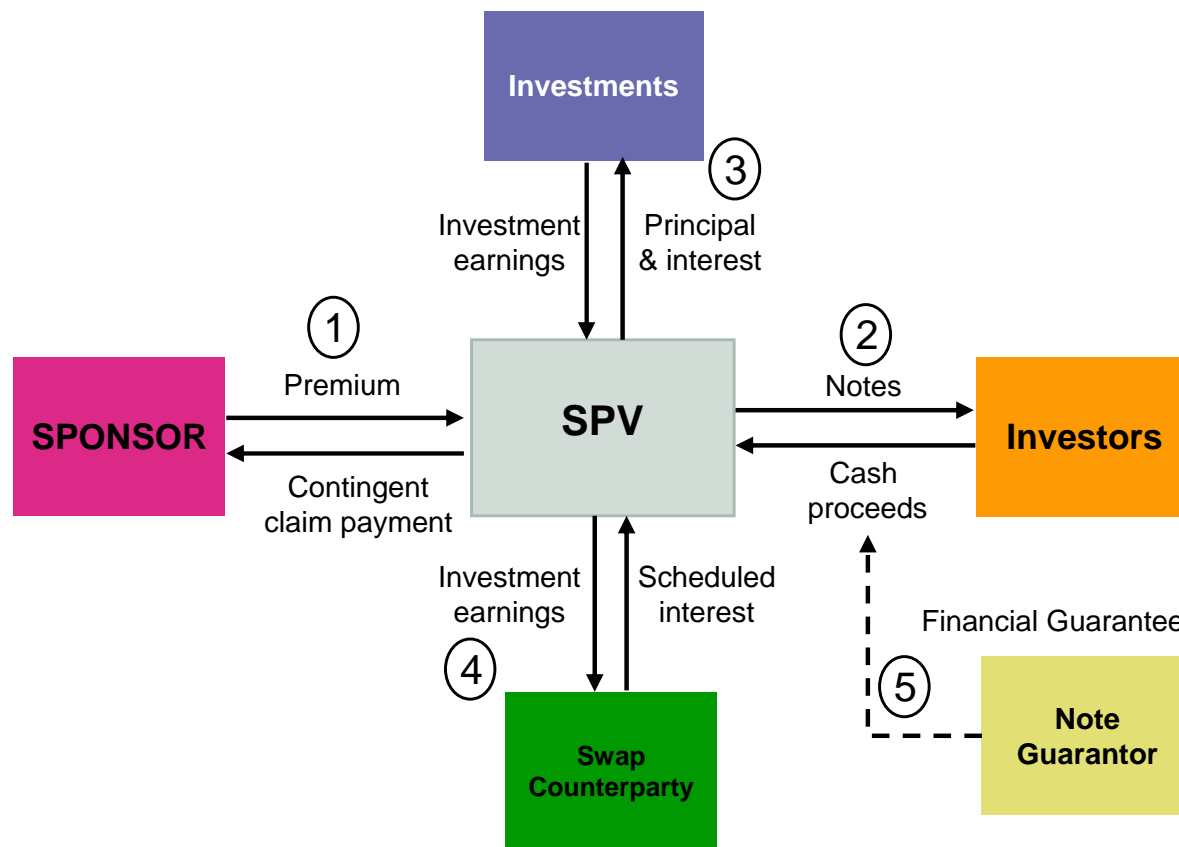 Investments
3
Investment
earnings
Principal
& interest
1
Premium
2
Notes
SPONSOR
SPV
Investors
Contingent
claim payment
Cash
proceeds
Investment
earnings
Scheduled
interest
Financial Guarantee
4
5
Swap
Counterparty
Note
Guarantor